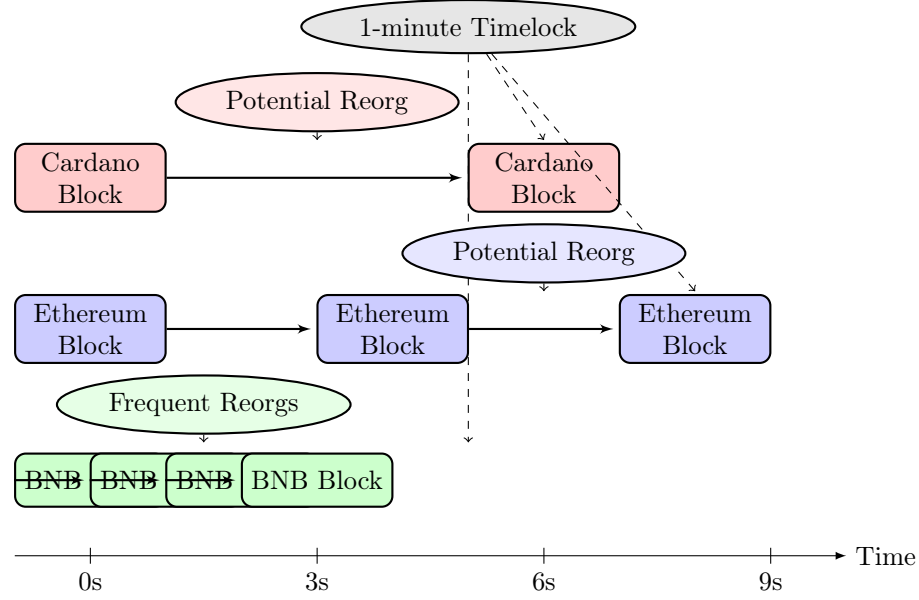 1-minute Timelock
Potential Reorg
Cardano
Block
Cardano
Block
Potential Reorg
Ethereum
Block
Ethereum
Block
Ethereum
Block
Frequent Reorgs
BNB
BNB
BNB
BNB Block
Time
0s
3s
6s
9s